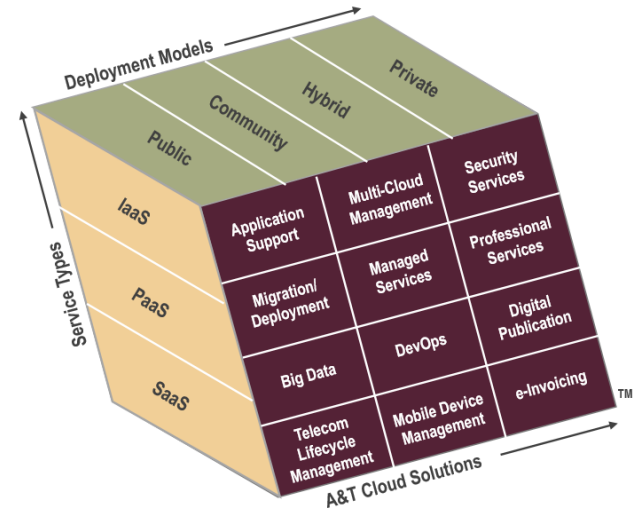 Deployment Models
Public
Community
Hybrid
Private
Service Types
IaaS
PaaS
SaaS
Application
Support
Multi-Cloud
Management
Security
Services
Migration/
Deployment
Managed
Services
Professional
Services
Big Data
DevOps
Digital
Publication
Telecom
Lifecycle
Management
Mobile Device
Management
e-Invoicing
TM
A&T Cloud Solutions